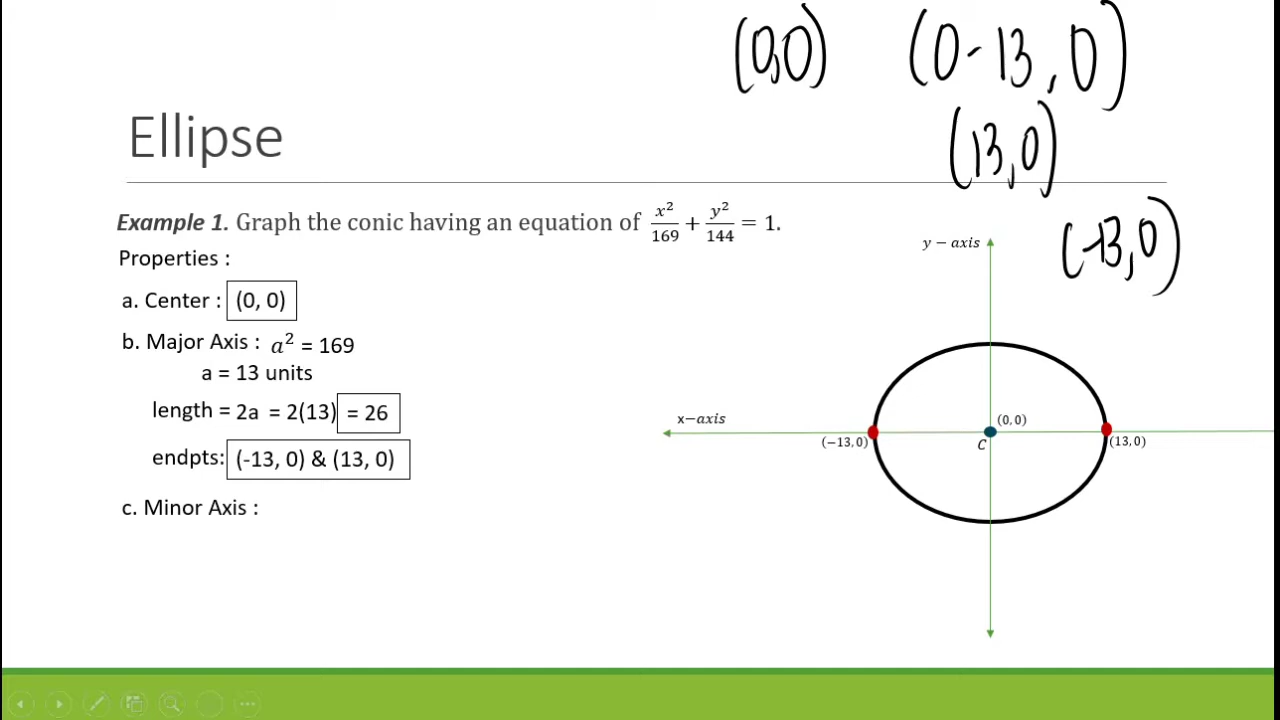 (0,0) (0-13,0)
(13,0)
(-13,0)
Ellipse
Example 1. Graph the conic having an equation of x²/169 + y²/144 = 1.
Properties :
a. Center : (0, 0)
b. Major Axis : a² = 169
a = 13 units
length = 2a = 2(13) = 26
endpts: (-13, 0) & (13, 0)
c. Minor Axis :
y – axis
x–axis
(0,0)
(−13,0)
C
(13,0)